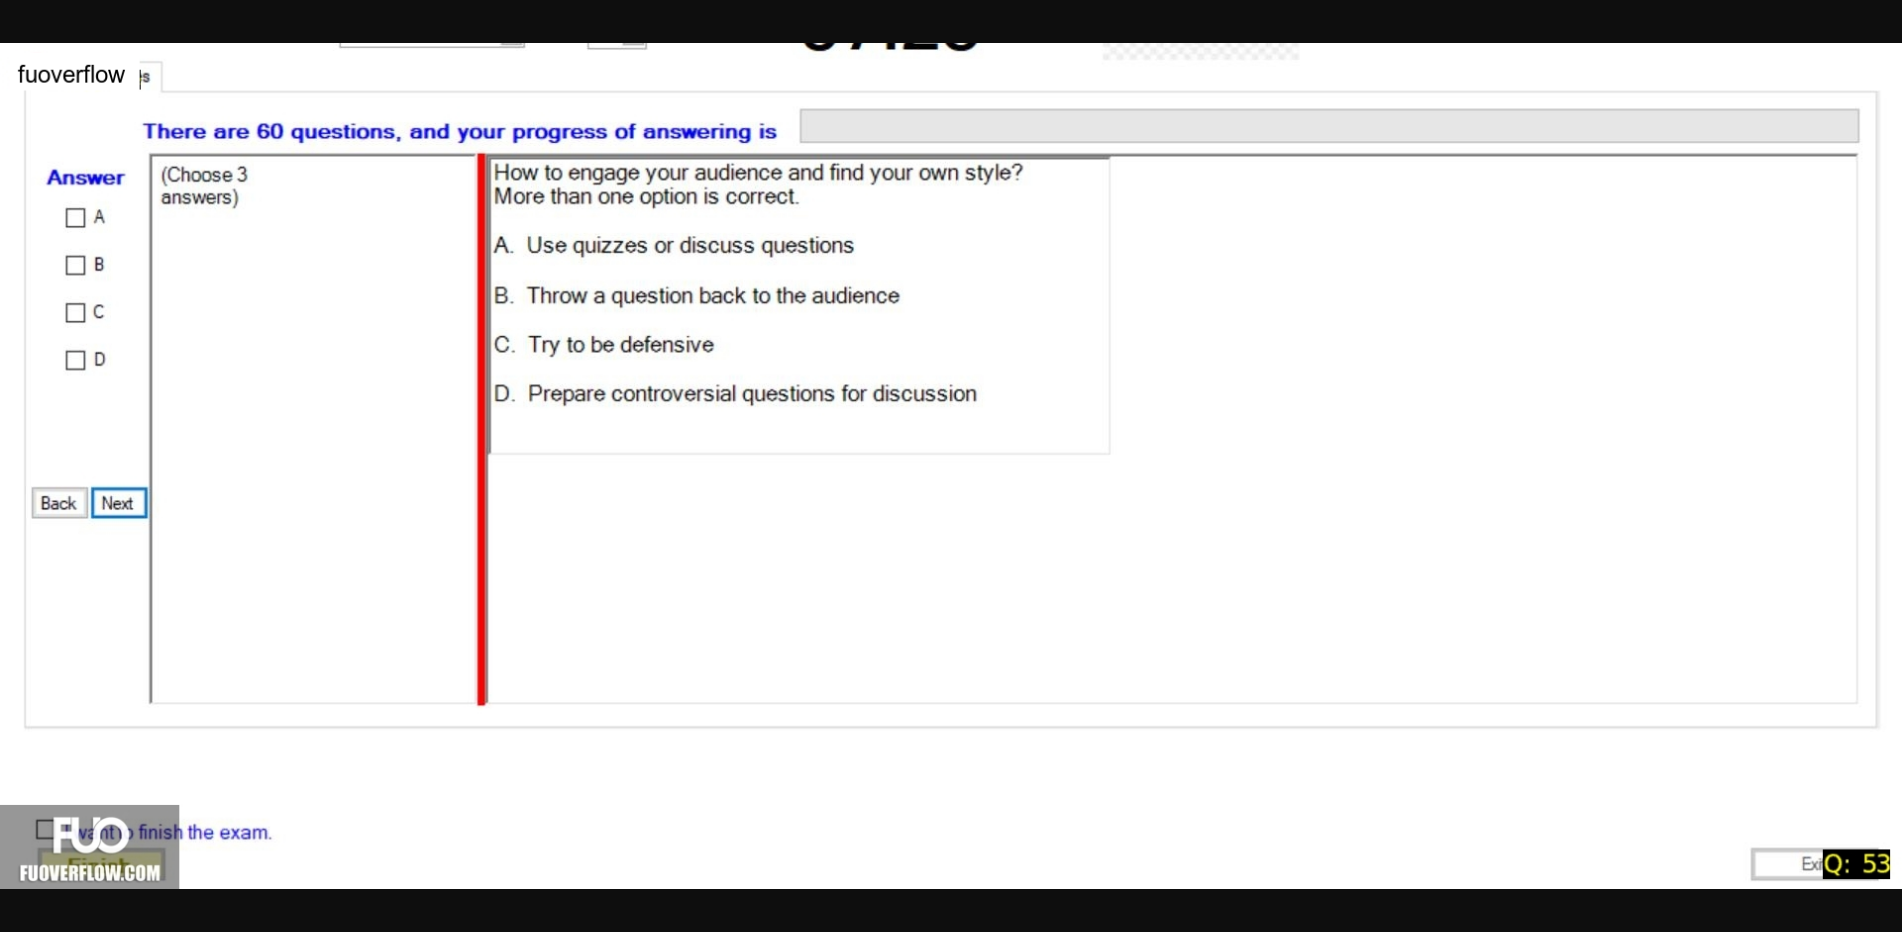 fuoverflow
There are 60 questions, and your progress of answering is
Answer
A
B
C
D
(Choose 3
answers)
How to engage your audience and find your own style?
More than one option is correct.
A. Use quizzes or discuss questions
B. Throw a question back to the audience
C. Try to be defensive
D. Prepare controversial questions for discussion
Back Next
want to finish the exam.
FUO
FUOVERFLOW.COM
Q: 53